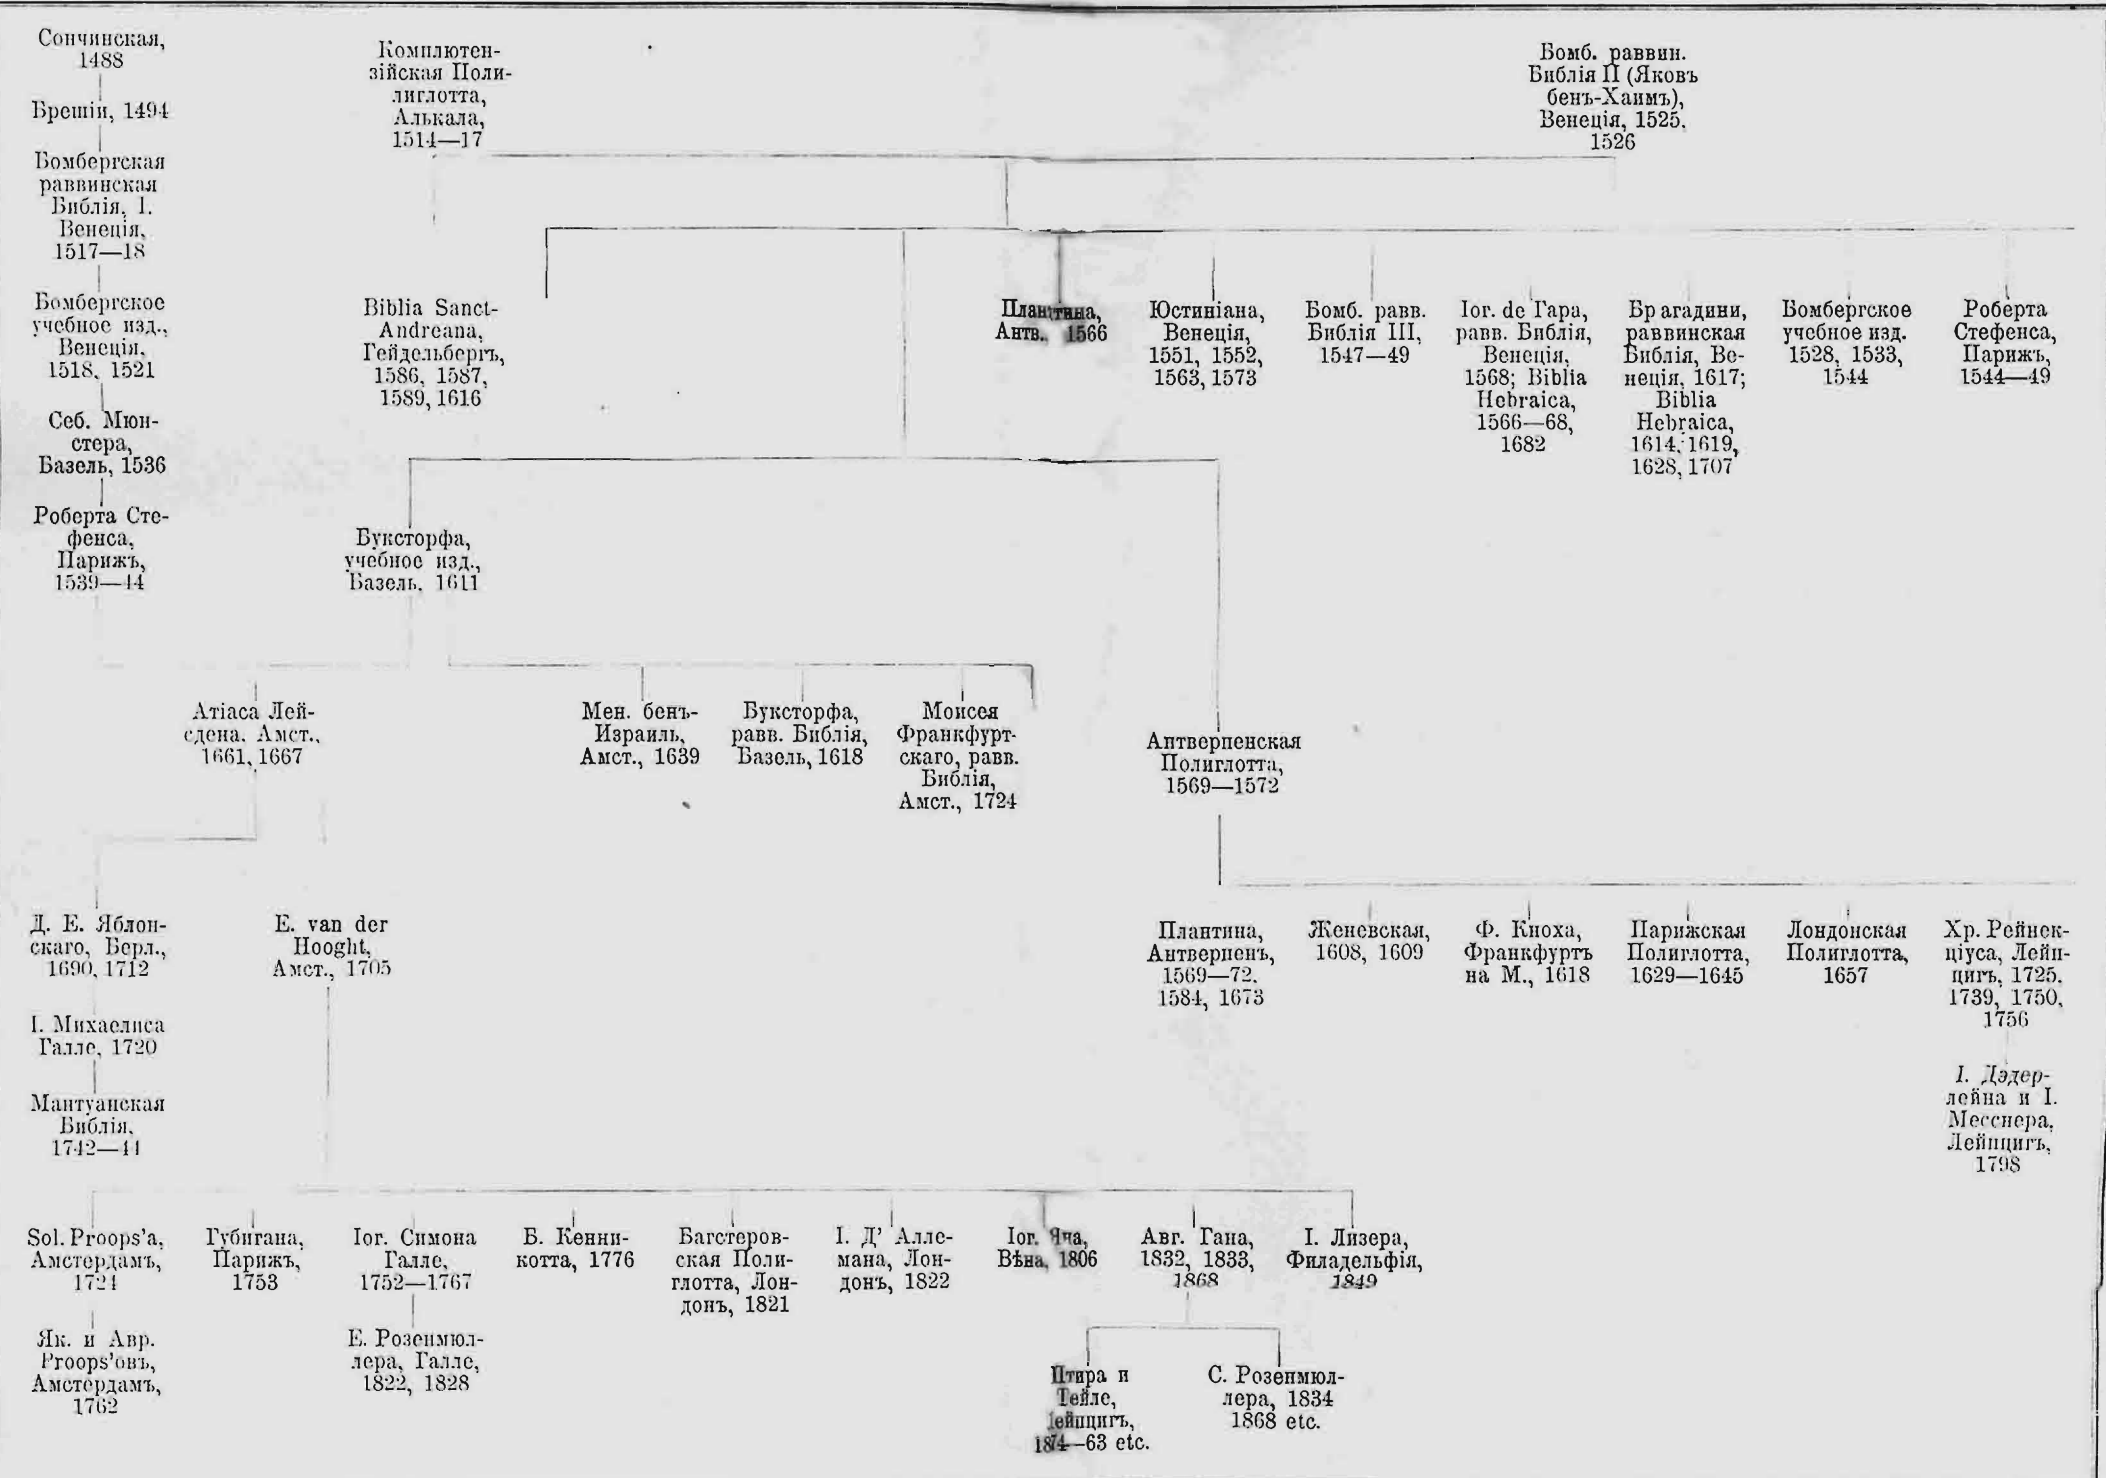 Сончинская,
1488
Брешіи, 1494
Бомбергская
раввинская
Библія, I.
Венеція,
1517—18
Бомбергское
учебное изд.,
Венеція,
1518, 1521
Себ. Мюн-
стера,
Базель, 1536
Роберта Сте-
фенса,
Парижъ,
1539—44
Комплютен-
зійская Поли-
лиглотта,
Алькала,
1514—17
Бомб. раввин.
Библія II (Яковъ
бенъ-Хаимъ),
Венеція, 1525.
1526
Biblia Sanct-
Andreana,
Гейдельбергъ,
1586, 1587,
1589, 1616
Плантина,
Антв., 1566
Юстиніана,
Венеція,
1551, 1552,
1563, 1573
Бомб. равв.
Библія III,
1547—49
Іог. de Гара,
равв. Библія,
Венеція,
1568; Biblia
Hebraica,
1566—68,
1682
Брагадини,
раввинская
Библія, Ве-
неція, 1617;
Biblia
Hebraica,
1614, 1619,
1628, 1707
Бомбергское
учебное изд.
1528, 1533,
1544
Роберта
Стефенса,
Парижъ,
1544—49
Буксторфа,
учебное изд.,
Базель, 1611
Атіаса Лей-
сдена. Амст.,
1661, 1667
Мен. бенъ-
Израиль,
Амст., 1639
Буксторфа,
равв. Библія,
Базель, 1618
Моисея
Франкфурт-
скаго, равв.
Библія,
Амст., 1724
Антверпенская
Полиглотта,
1569—1572
Д. Е. Яблон-
скаго, Берл.,
1690, 1712
E. van der
Hooght,
Амст., 1705
Плантина,
Антверпенъ,
1569—72.
1584, 1673
Женевская,
1608, 1609
Ф. Кноха,
Франкфуртъ
на М., 1618
Парижская
Полиглотта,
1629—1645
Лондонская
Полиглотта,
1657
Хр. Рейнек-
ціуса, Лейп-
цигъ, 1725.
1739, 1750,
1756
І. Михаелиса
Галле, 1720
Мантуанская
Библія,
1742—44
І. Дэдер-
лейна и І.
Месснера,
Лейпцигъ,
1798
Sol. Proops'a,
Амстердамъ,
1724
Губигана,
Парижъ,
1753
Іог. Симона
Галле,
1752—1767
Б. Кенни-
котта, 1776
Багстеров-
ская Поли-
глотта, Лон-
донъ, 1821
І. Д' Алле-
мана, Лон-
донъ, 1822
Іог. Яна,
Вѣна, 1806
Авг. Гана,
1832, 1833,
1868
І. Лизера,
Филадельфія,
1849
Як. и Авр.
Proops'овъ,
Амстердамъ,
1762
Е. Розенмюл-
лера, Галле,
1822, 1828
Птира и
Тейле,
Лейпцигъ,
1874—63 etc.
С. Розенмюл-
лера, 1834
1868 etc.